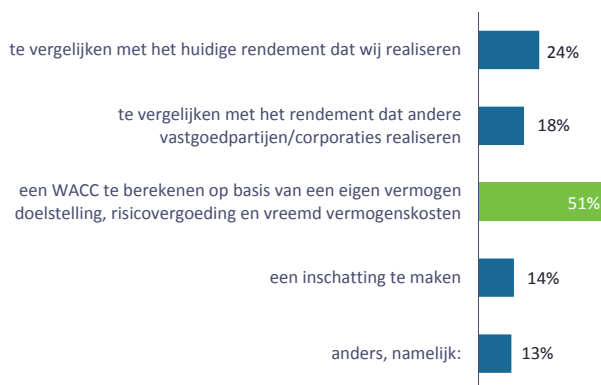 te vergelijken met het huidige rendement dat wij realiseren
24%
te vergelijken met het rendement dat andere
vastgoedpartijen/corporaties realiseren
18%
een WACC te berekenen op basis van een eigen vermogen
doelstelling, risicovergoeding en vreemd vermogenskosten
51%
een inschatting te maken
14%
anders, namelijk:
13%